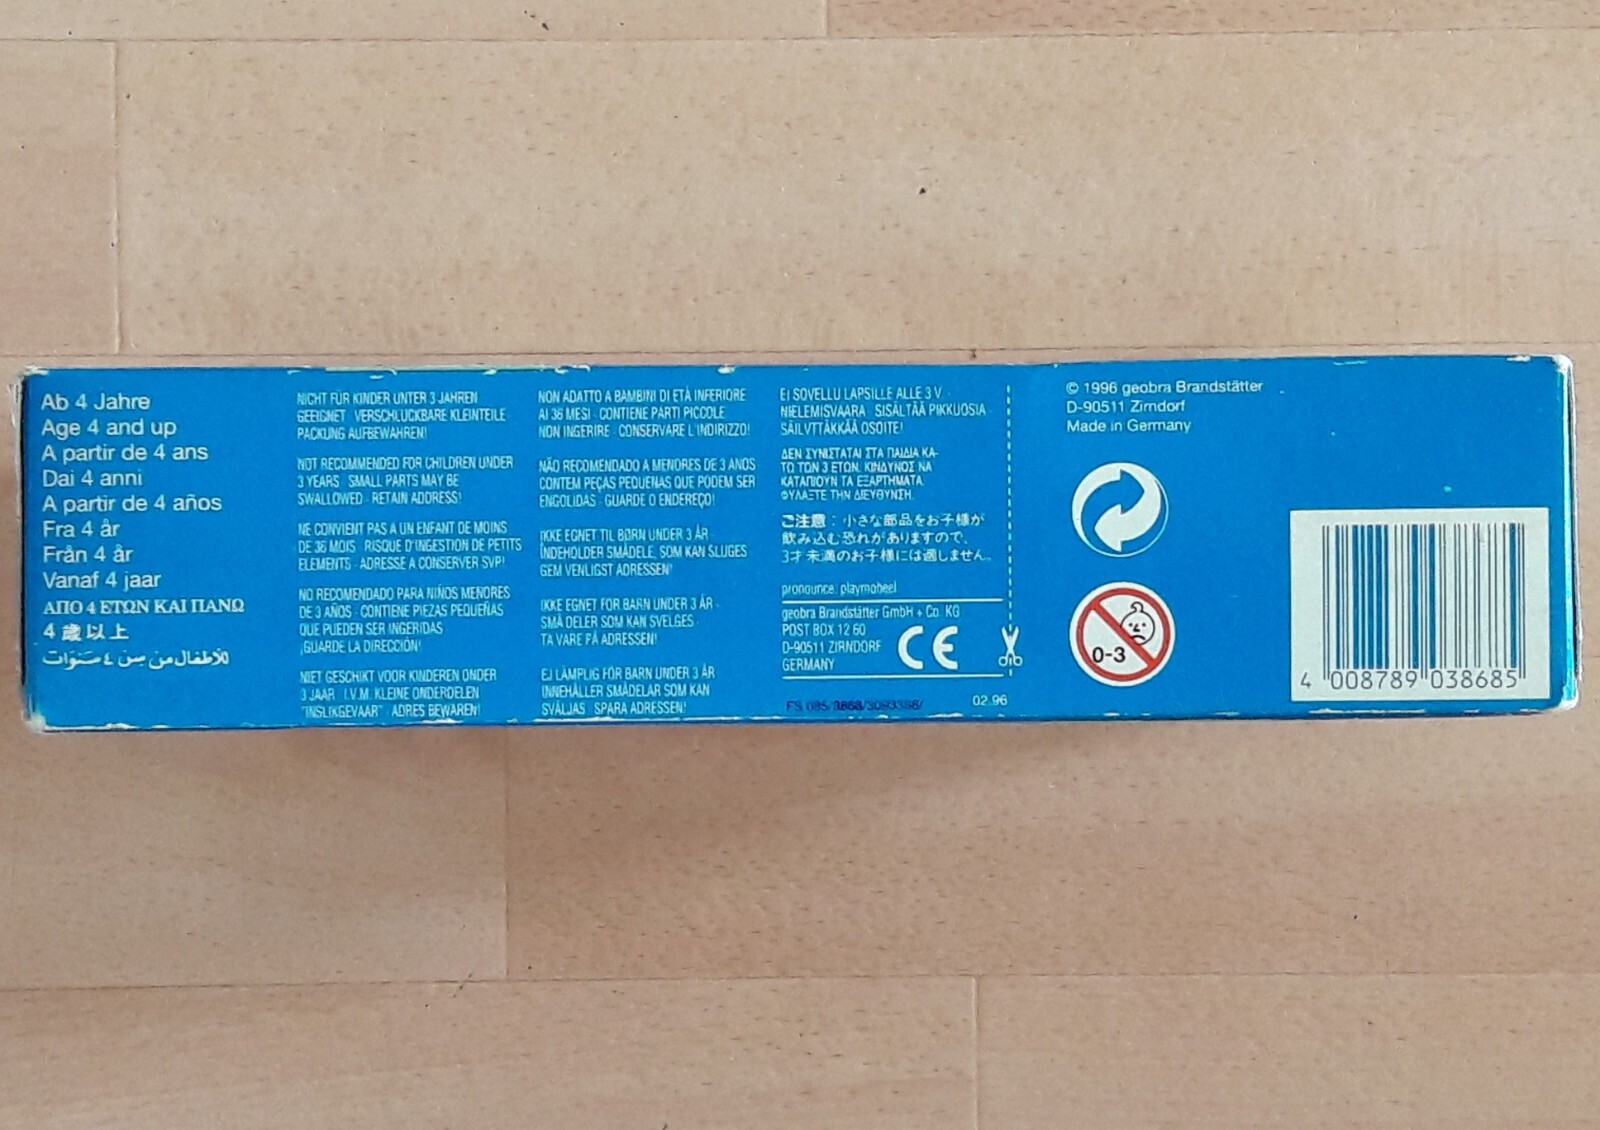 Ab 4 Jahre
Age 4 and up
A partir de 4 ans
Dai 4 anni
A partir de 4 años
Fra 4 år
Från 4 år
Vanaf 4 jaar
ΑΠΟ 4 ΕΤΩΝ ΚΑΙ ΠΑΝΩ
4 歳以上
للأطفال من سن ٤ سنوات
NICHT FÜR KINDER UNTER 3 JAHREN
GEEIGNET · VERSCHLUCKBARE KLEINTEILE
PACKUNG AUFBEWAHREN!
NOT RECOMMENDED FOR CHILDREN UNDER
3 YEARS · SMALL PARTS MAY BE
SWALLOWED · RETAIN ADDRESS!
NE CONVIENT PAS A UN ENFANT DE MOINS
DE 36 MOIS · RISQUE D'INGESTION DE PETITS
ELEMENTS · ADRESSE A CONSERVER SVP!
NO RECOMENDADO PARA NIÑOS MENORES
DE 3 AÑOS · CONTIENE PIEZAS PEQUEÑAS
QUE PUEDEN SER INGERIDAS
¡GUARDE LA DIRECCIÓN!
NIET GESCHIKT VOOR KINDEREN ONDER
3 JAAR · I.V.M. KLEINE ONDERDELEN
"INSLIKGEVAAR" · ADRES BEWAREN!
NON ADATTO A BAMBINI DI ETÀ INFERIORE
AI 36 MESI · CONTIENE PARTI PICCOLE
NON INGERIRE · CONSERVARE L'INDIRIZZO!
NÃO RECOMENDADO A MENORES DE 3 ANOS
CONTEM PEÇAS PEQUENAS QUE PODEM SER
ENGOLIDAS · GUARDE O ENDEREÇO!
IKKE EGNET TIL BØRN UNDER 3 ÅR ·
INDEHOLDER SMÅDELE, SOM KAN SLUGES
GEM VENLIGST ADRESSEN!
IKKE EGNET FOR BARN UNDER 3 ÅR ·
SMÅ DELER SOM KAN SVELGES ·
TA VARE PÅ ADRESSEN!
EJ LÄMPLIG FÖR BARN UNDER 3 ÅR
INNEHÅLLER SMÅDELAR SOM KAN
SVÄLJAS · SPARA ADRESSEN!
EI SOVELLU LAPSILLE ALLE 3 V ·
NIELEMISVAARA · SISÄLTÄÄ PIKKUOSIA ·
SÄILYTTÄKKÄÄ OSOITE!
ΔΕΝ ΣΥΝΙΣΤΑΤΑΙ ΣΤΑ ΠΑΙΔΙΑ ΚΑ-
ΤΩ ΤΩΝ 3 ΕΤΩΝ. ΚΙΝΔΥΝΟΣ ΝΑ
ΚΑΤΑΠΙΟΥΝ ΤΑ ΕΞΑΡΤΗΜΑΤΑ.
ΦΥΛΑΞΤΕ ΤΗΝ ΔΙΕΥΘΥΝΣΗ.
ご注意：小さな部品をお子様が
飲み込む恐れがありますので、
3才未満のお子様には適しません。
pronounce: playmobeel
geobra Brandstätter GmbH + Co. KG
POST BOX 12 60
D-90511 ZIRNDORF
GERMANY
CE
02.96
© 1996 geobra Brandstätter
D-90511 Zirndorf
Made in Germany
0-3
4 008789 038685